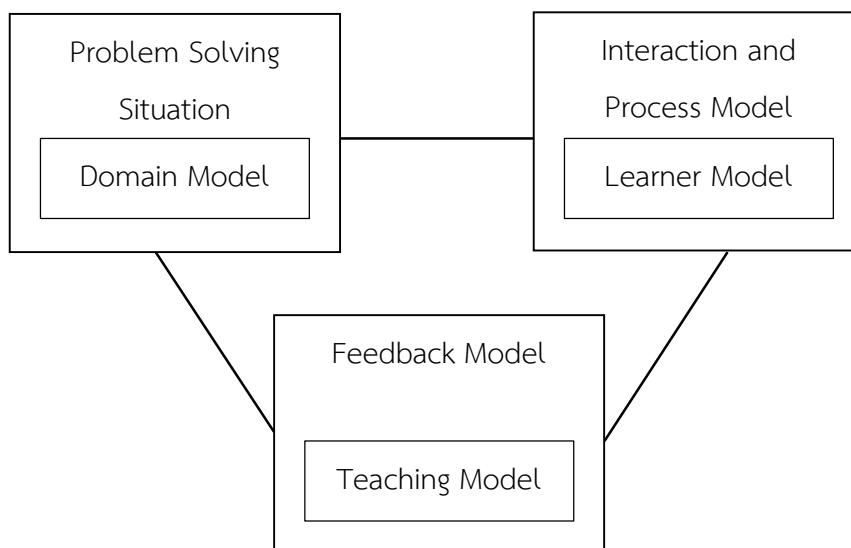 Problem Solving
Situation
Domain Model
Interaction and
Process Model
Learner Model
Feedback Model
Teaching Model